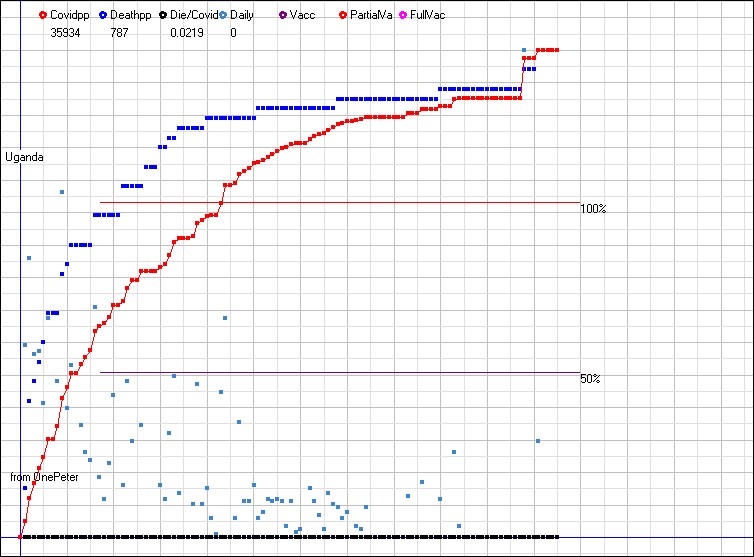 Covidpp Deathpp Die/Covid Daily Vacc PartialVa FullVac
35934 787 0.0219 0
Uganda
100%
50%
from OnePeter